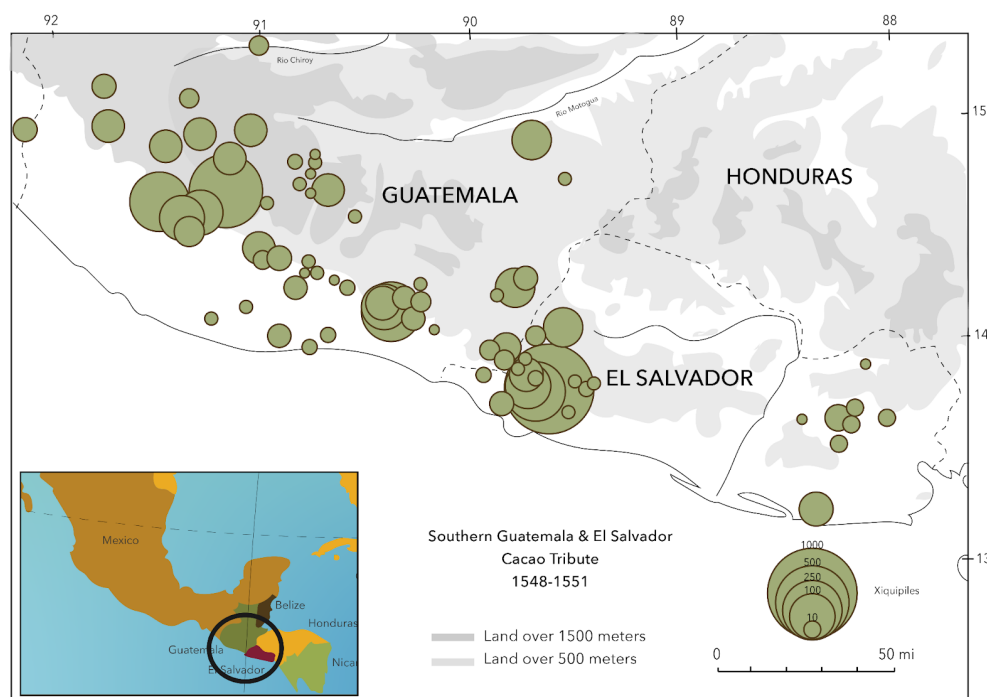 92
91
90
89
88
Rio Chiroy
Rio Motogua
15
GUATEMALA
HONDURAS
14
EL SALVADOR
Southern Guatemala & El Salvador
Cacao Tribute
1548-1551
Land over 1500 meters
Land over 500 meters
1000
500
250
100
10
Xiquipiles
13
0
50 mi
Mexico
Belize
Honduras
Guatemala
El Salvador
Nicar